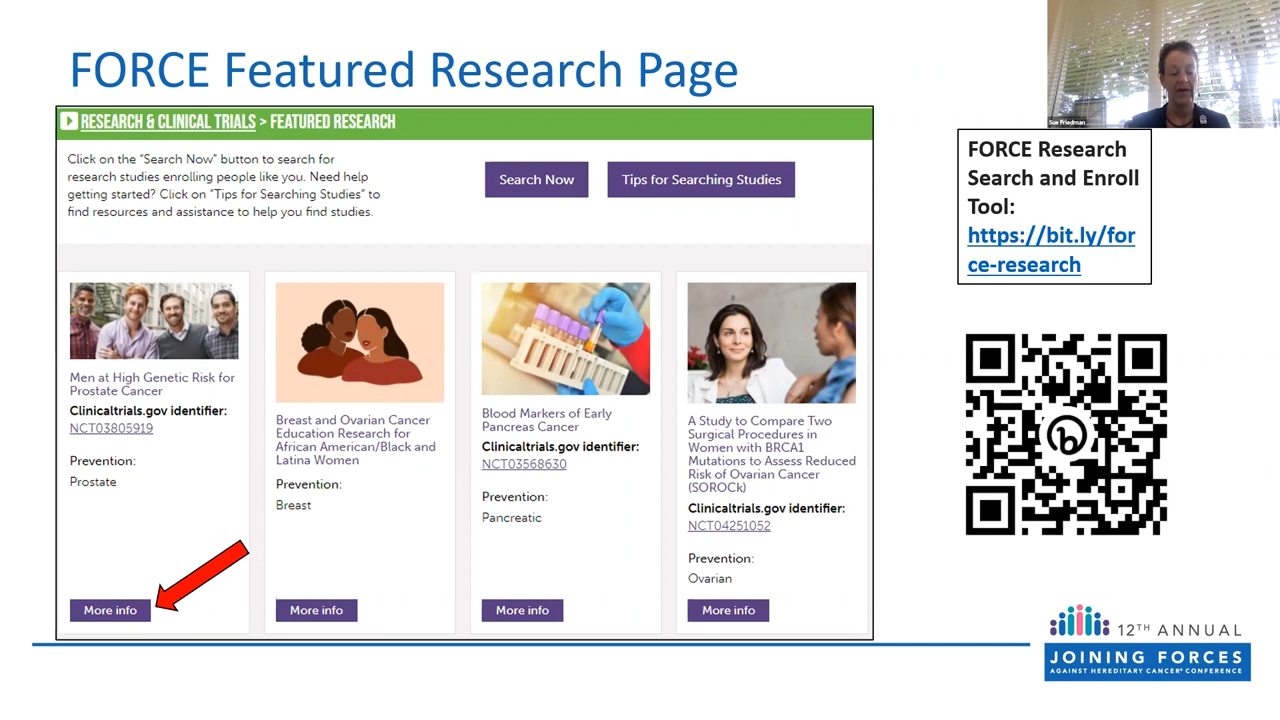 FORCE Featured Research Page
RESEARCH & CLINICAL TRIALS > FEATURED RESEARCH
Click on the “Search Now” button to search for
research studies enrolling people like you. Need help
getting started? Click on “Tips for Searching Studies” to
find resources and assistance to help you find studies.
Search Now
Tips for Searching Studies
Men at High Genetic Risk for
Prostate Cancer
Clinicaltrials.gov identifier:
NCT03805919
Prevention:
Prostate
More info
Breast and Ovarian Cancer
Education Research for
African American/Black and
Latina Women
Prevention:
Breast
More info
Blood Markers of Early
Pancreas Cancer
Clinicaltrials.gov identifier:
NCT03568630
Prevention:
Pancreatic
More info
A Study to Compare Two
Surgical Procedures in
Women with BRCA1
Mutations to Assess Reduced
Risk of Ovarian Cancer
(SOROCk)
Clinicaltrials.gov identifier:
NCT04251052
Prevention:
Ovarian
More info
Sue Friedman
FORCE Research
Search and Enroll
Tool:
https://bit.ly/for
ce-research
b
12TH ANNUAL
JOINING FORCES
AGAINST HEREDITARY CANCER® CONFERENCE